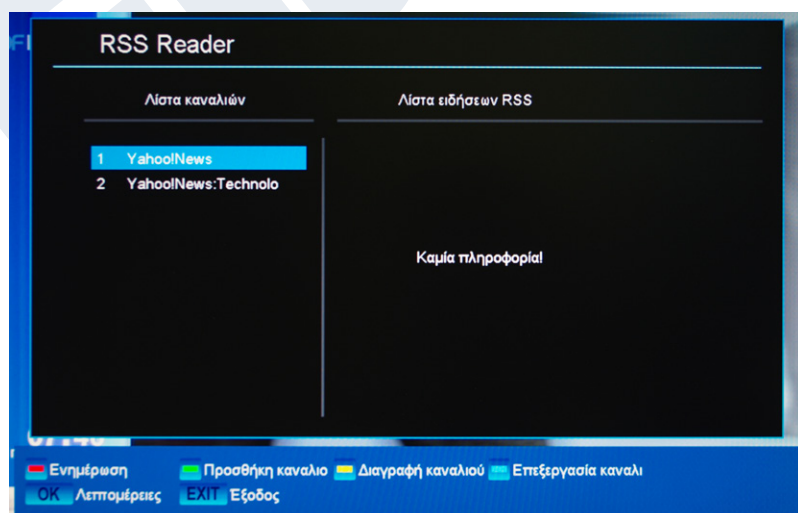 RSS Reader
Λίστα καναλιών
Λίστα ειδήσεων RSS
1 Yahoo!News
2 Yahoo!News:Technolo
Καμία πληροφορία!
Ενημέρωση Προσθήκη καναλιο Διαγραφή καναλιού Επεξεργασία καναλι
OK Λεπτομέρειες EXIT Έξοδος